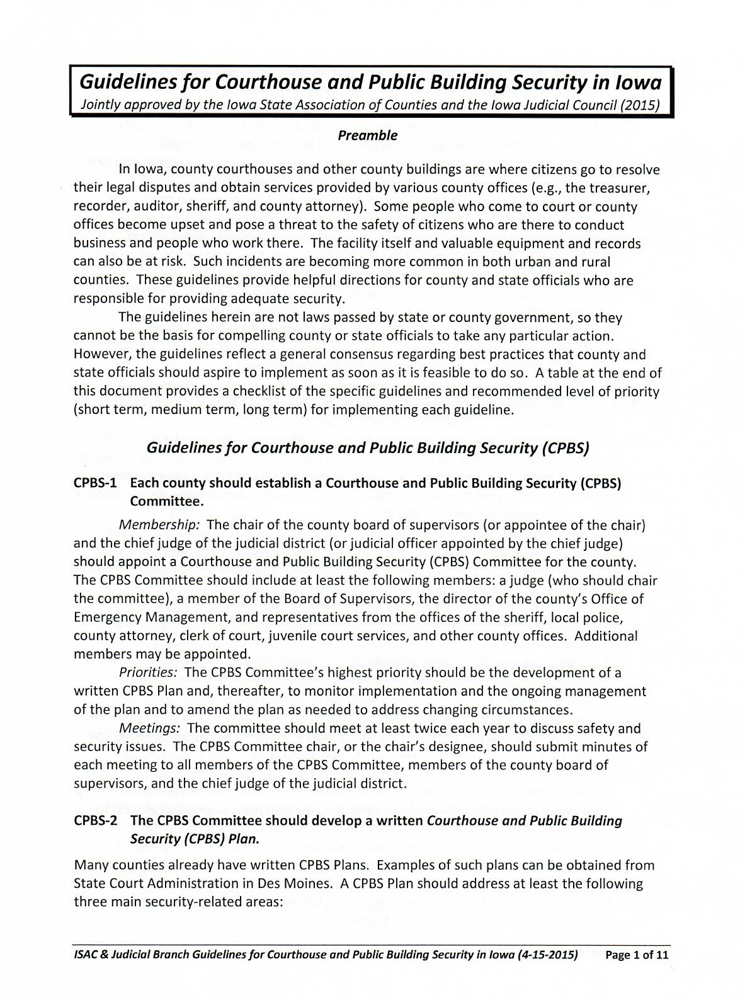 Guidelines for Courthouse and Public Building Security in Iowa
Jointly approved by the Iowa State Association of Counties and the Iowa Judicial Council (2015)
Preamble
In Iowa, county courthouses and other county buildings are where citizens go to resolve
their legal disputes and obtain services provided by various county offices (e.g., the treasurer,
recorder, auditor, sheriff, and county attorney).  Some people who come to court or county
offices become upset and pose a threat to the safety of citizens who are there to conduct
business and people who work there.  The facility itself and valuable equipment and records
can also be at risk.  Such incidents are becoming more common in both urban and rural
counties.  These guidelines provide helpful directions for county and state officials who are
responsible for providing adequate security.
The guidelines herein are not laws passed by state or county government, so they
cannot be the basis for compelling county or state officials to take any particular action.
However, the guidelines reflect a general consensus regarding best practices that county and
state officials should aspire to implement as soon as it is feasible to do so.  A table at the end of
this document provides a checklist of the specific guidelines and recommended level of priority
(short term, medium term, long term) for implementing each guideline.
Guidelines for Courthouse and Public Building Security (CPBS)
CPBS-1 Each county should establish a Courthouse and Public Building Security (CPBS)
Committee.
Membership:  The chair of the county board of supervisors (or appointee of the chair)
and the chief judge of the judicial district (or judicial officer appointed by the chief judge)
should appoint a Courthouse and Public Building Security (CPBS) Committee for the county.
The CPBS Committee should include at least the following members: a judge (who should chair
the committee), a member of the Board of Supervisors, the director of the county's Office of
Emergency Management, and representatives from the offices of the sheriff, local police,
county attorney, clerk of court, juvenile court services, and other county offices.  Additional
members may be appointed.
Priorities:  The CPBS Committee's highest priority should be the development of a
written CPBS Plan and, thereafter, to monitor implementation and the ongoing management
of the plan and to amend the plan as needed to address changing circumstances.
Meetings:  The committee should meet at least twice each year to discuss safety and
security issues.  The CPBS Committee chair, or the chair's designee, should submit minutes of
each meeting to all members of the CPBS Committee, members of the county board of
supervisors, and the chief judge of the judicial district.
CPBS-2 The CPBS Committee should develop a written Courthouse and Public Building
Security (CPBS) Plan.
Many counties already have written CPBS Plans.  Examples of such plans can be obtained from
State Court Administration in Des Moines.  A CPBS Plan should address at least the following
three main security-related areas:
ISAC & Judicial Branch Guidelines for Courthouse and Public Building Security in Iowa (4-15-2015) Page 1 of 11